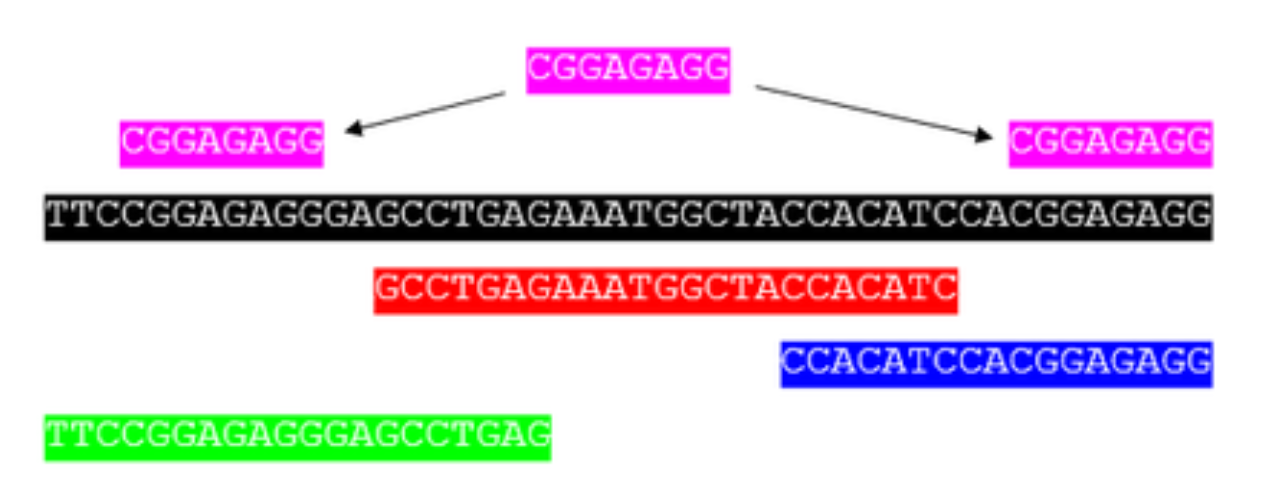 CGGAGAGG
CGGAGAGG CGGAGAGG
TTCCGGAGAGGGAGCCTGAGAAATGGCTACCACATCCACGGAGAGG
GCCTGAGAAATGGCTACCACATC
CCACATCCACGGAGAGG
TTCCGGAGAGGGAGCCTGAG